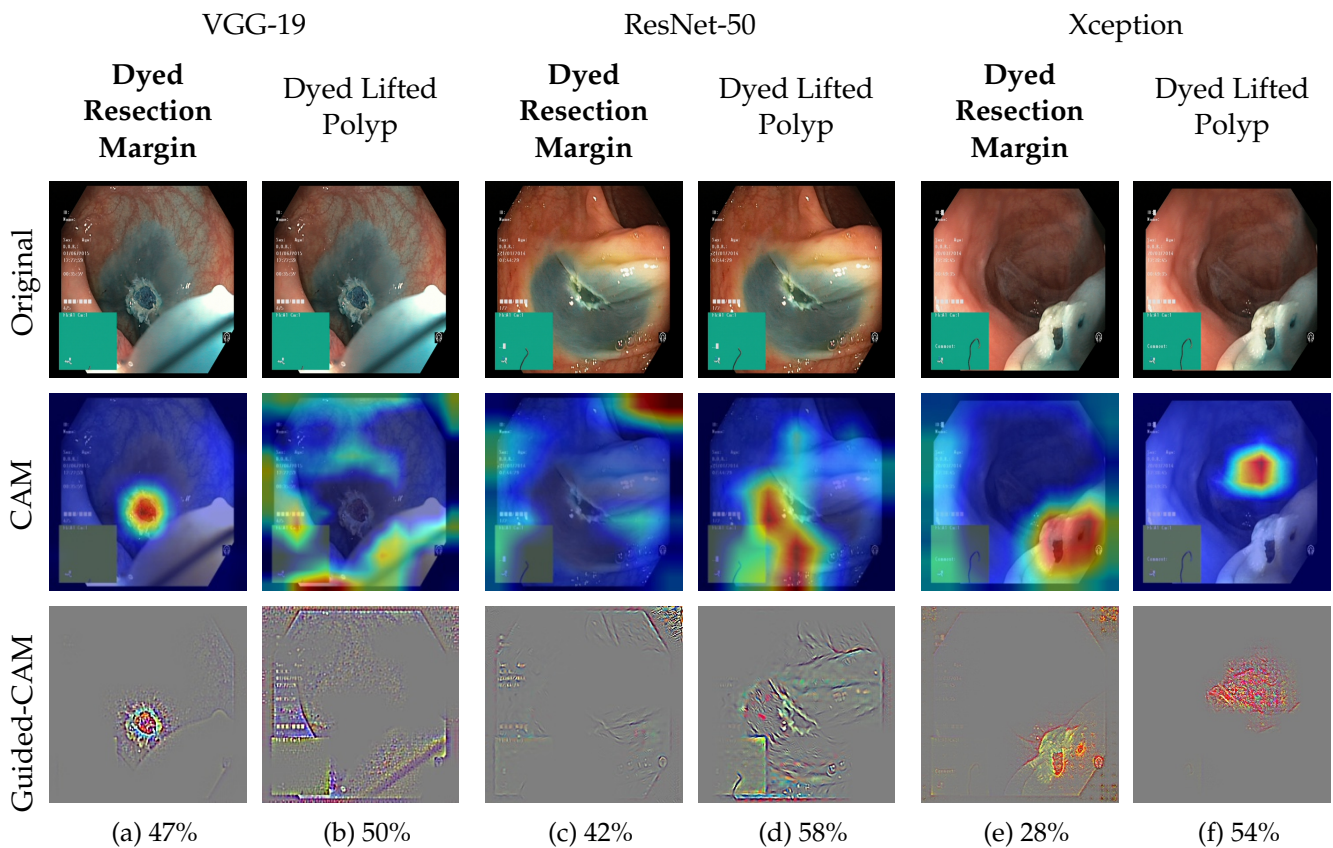 VGG-19 ResNet-50 Xception
Dyed Resection Margin Dyed Lifted Polyp Dyed Resection Margin Dyed Lifted Polyp Dyed Resection Margin Dyed Lifted Polyp
Original
CAM
Guided-CAM
(a) 47% (b) 50% (c) 42% (d) 58% (e) 28% (f) 54%